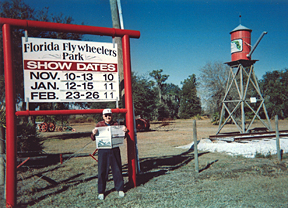 Florida Flywheelers
Park
SHOW DATES
NOV. 10-13 10
JAN. 12-15 11
FEB. 23-26 11